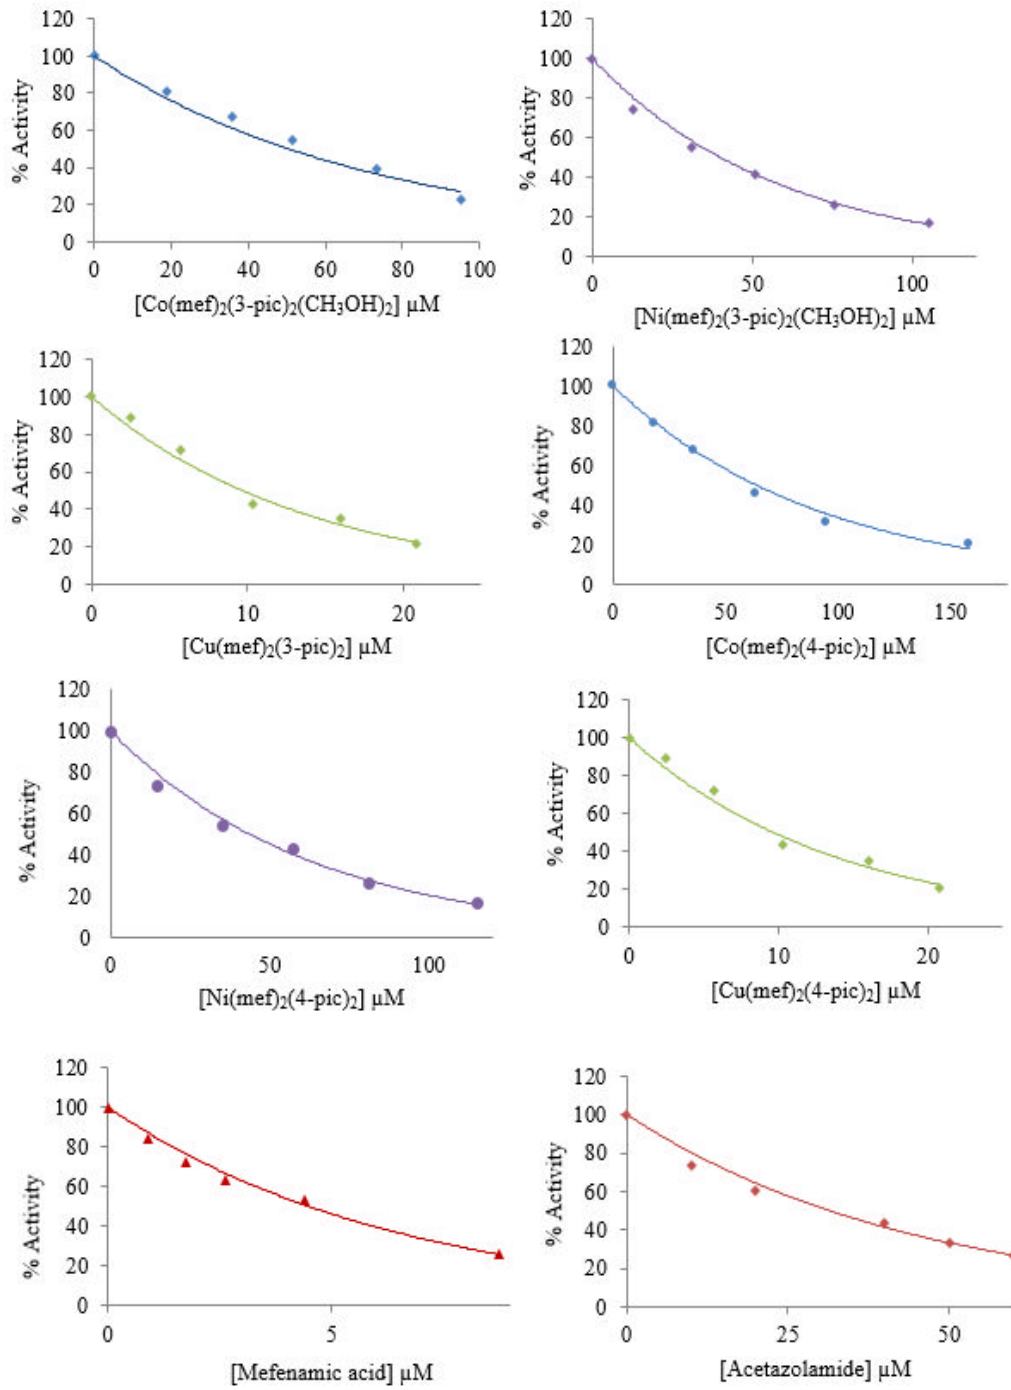 120
100
80
60
40
20
0
% Activity
0 20 40 60 80 100
[Co(mef)₂(3-pic)₂(CH₃OH)₂] µM
120
100
80
60
40
20
0
% Activity
0 50 100
[Ni(mef)₂(3-pic)₂(CH₃OH)₂] µM
120
100
80
60
40
20
0
% Activity
0 10 20
[Cu(mef)₂(3-pic)₂] µM
120
100
80
60
40
20
0
% Activity
0 50 100 150
[Co(mef)₂(4-pic)₂] µM
120
100
80
60
40
20
0
% Activity
0 50 100
[Ni(mef)₂(4-pic)₂] µM
120
100
80
60
40
20
0
% Activity
0 10 20
[Cu(mef)₂(4-pic)₂] µM
120
100
80
60
40
20
0
% Activity
0 5
[Mefenamic acid] µM
120
100
80
60
40
20
0
% Activity
0 25 50
[Acetazolamide] µM